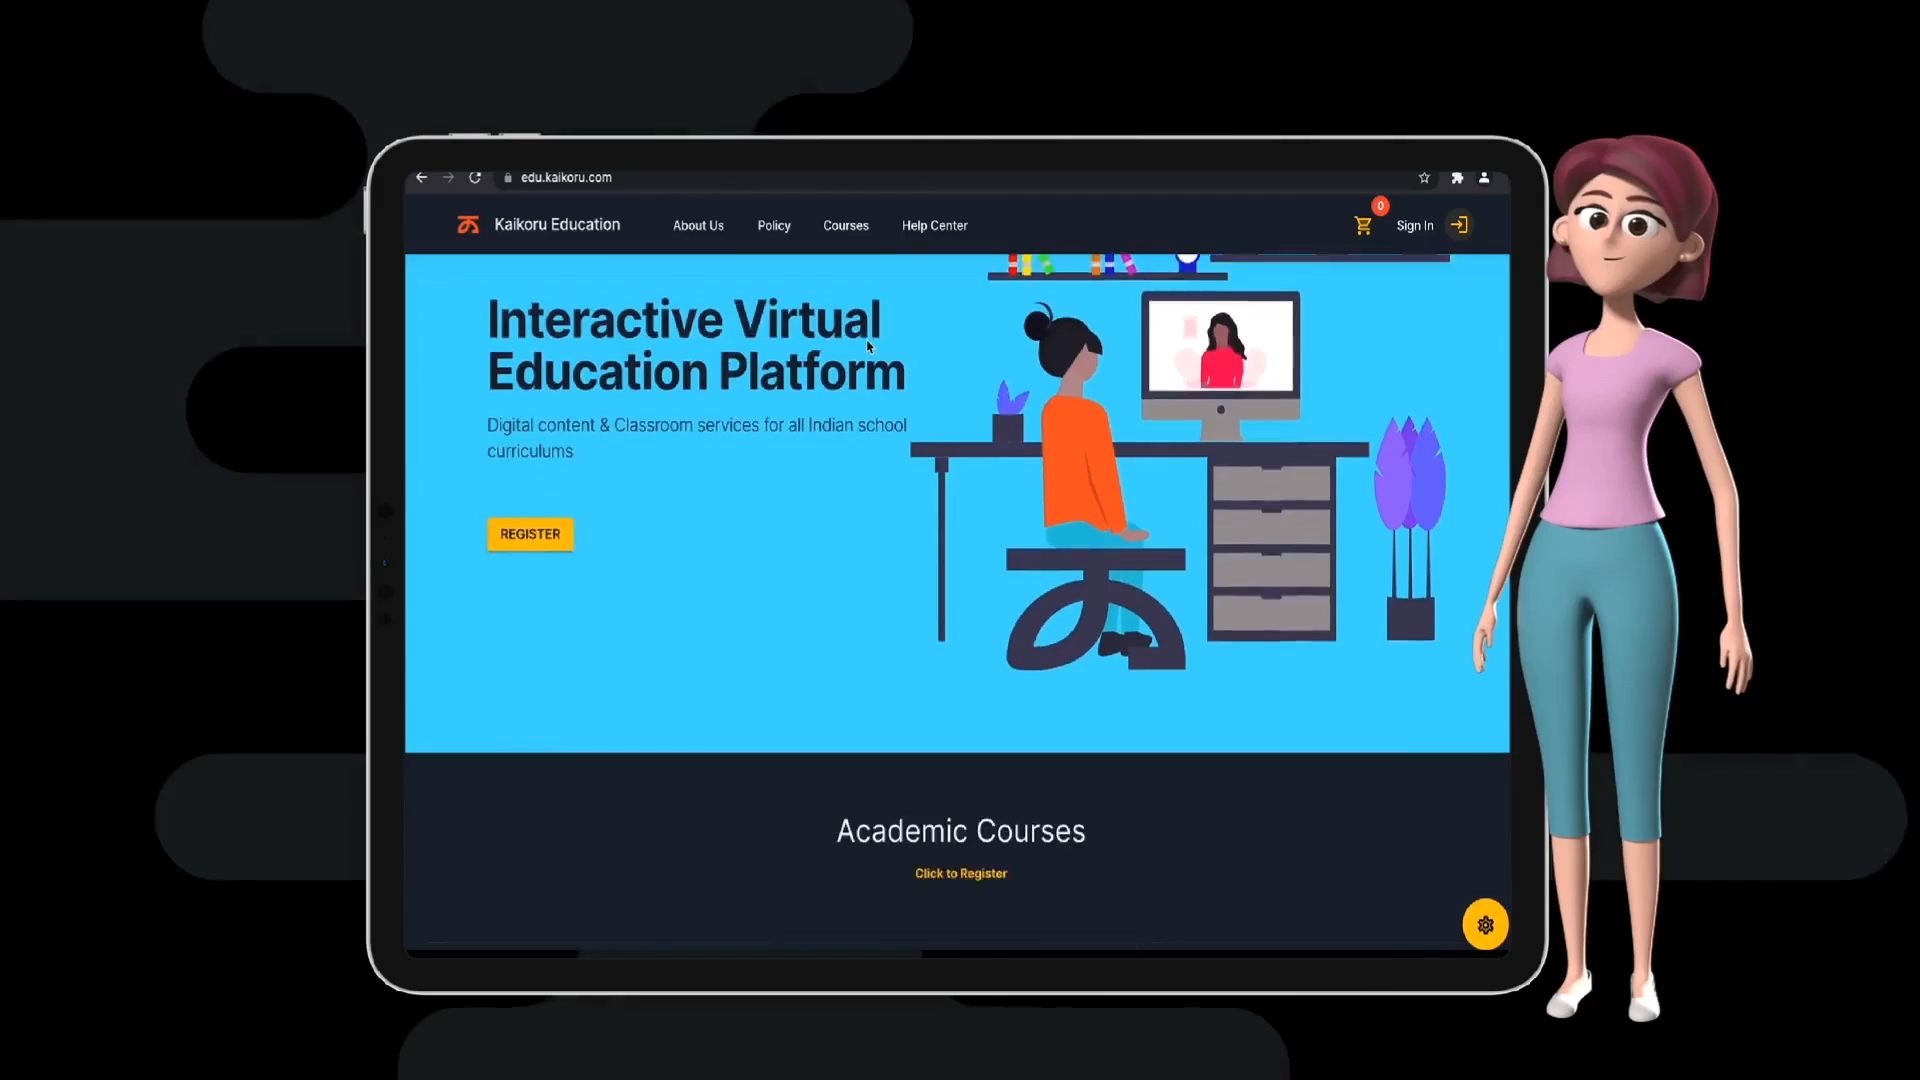 edu.kaikoru.com
Kaikoru Education
About Us
Policy
Courses
Help Center
0
Sign In
Interactive Virtual
Education Platform
Digital content & Classroom services for all Indian school
curriculums
REGISTER
Academic Courses
Click to Register